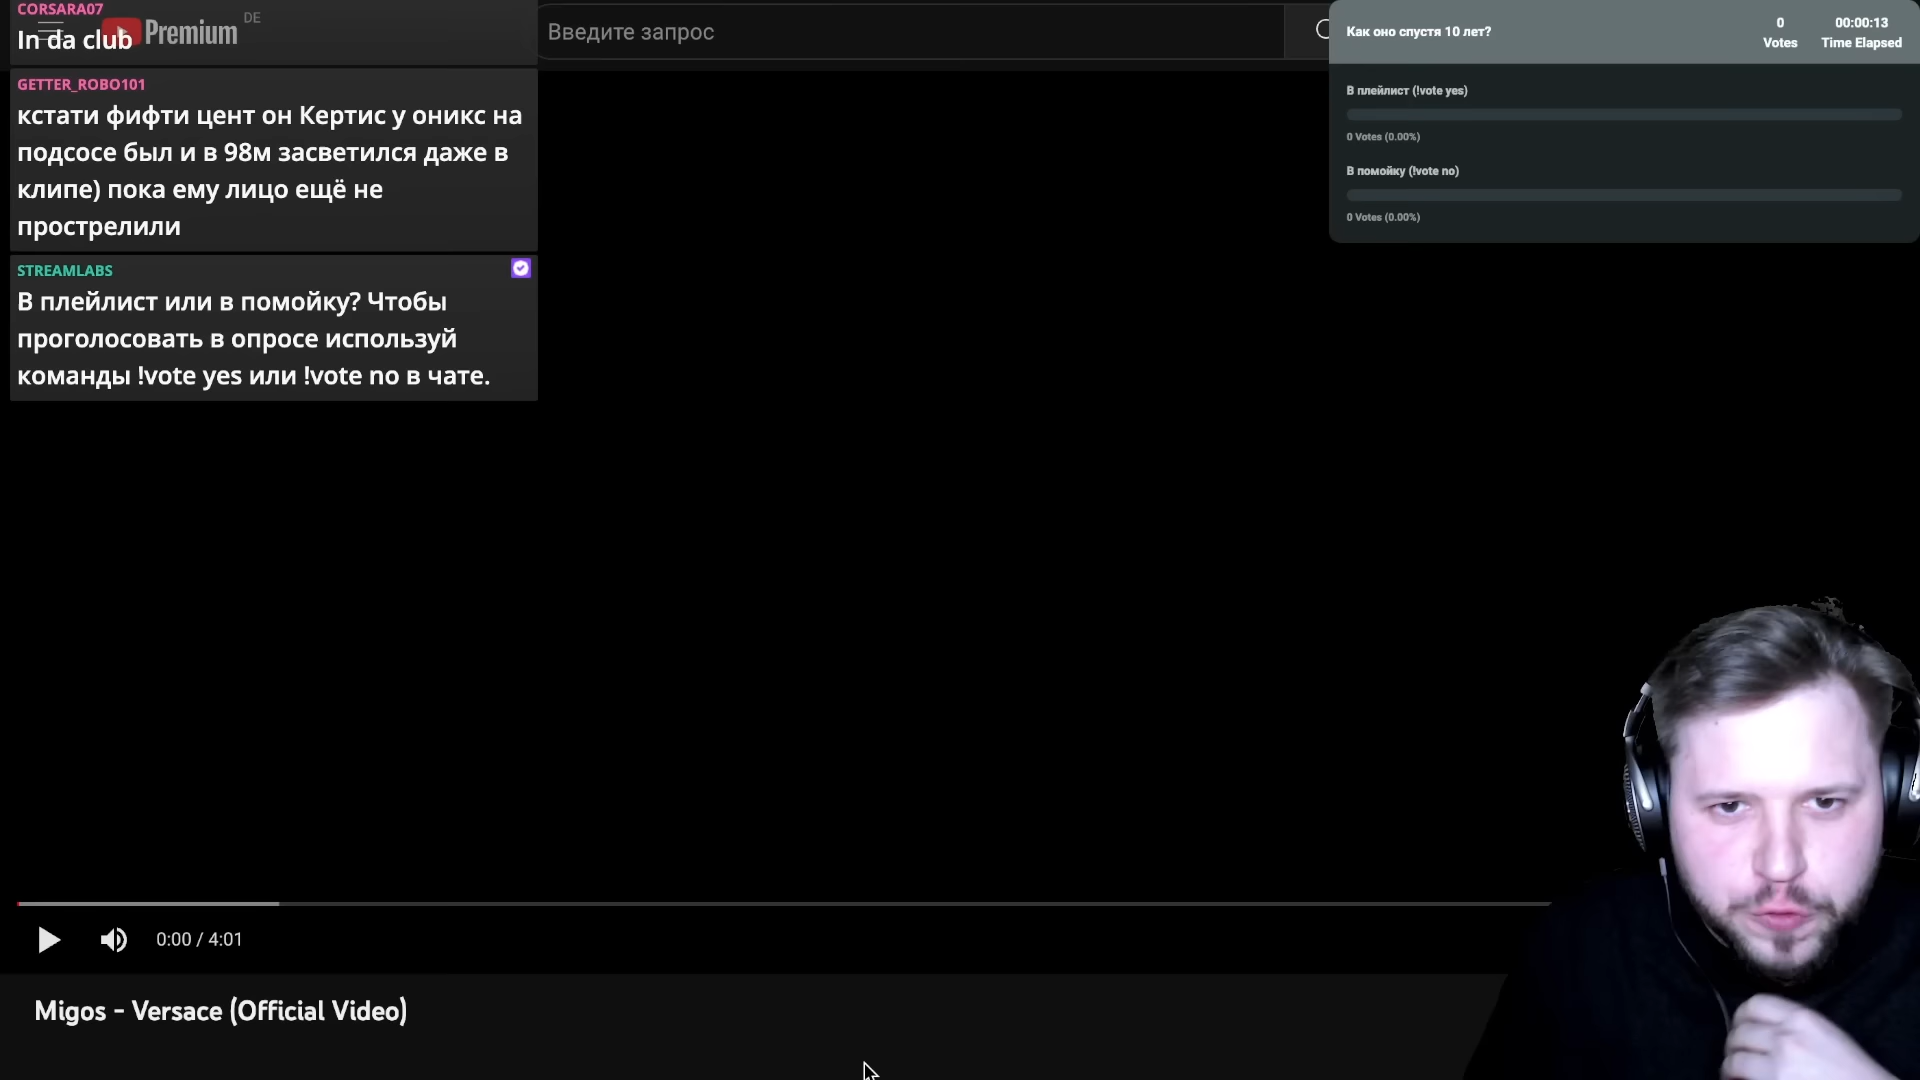 CORSARA07
In da club
Premium
DE
Введите запрос
GETTER_ROBO101
кстати фифти цент он Кертис у оникс на
подсосе был и в 98м засветился даже в
клипе) пока ему лицо ещё не
прострелили
STREAMLABS
В плейлист или в помойку? Чтобы
проголосовать в опросе используй
команды !vote yes или !vote no в чате.
Как оно спустя 10 лет?
0
Votes
00:00:13
Time Elapsed
В плейлист (!vote yes)
0 Votes (0.00%)
В помойку (!vote no)
0 Votes (0.00%)
0:00 / 4:01
Migos - Versace (Official Video)